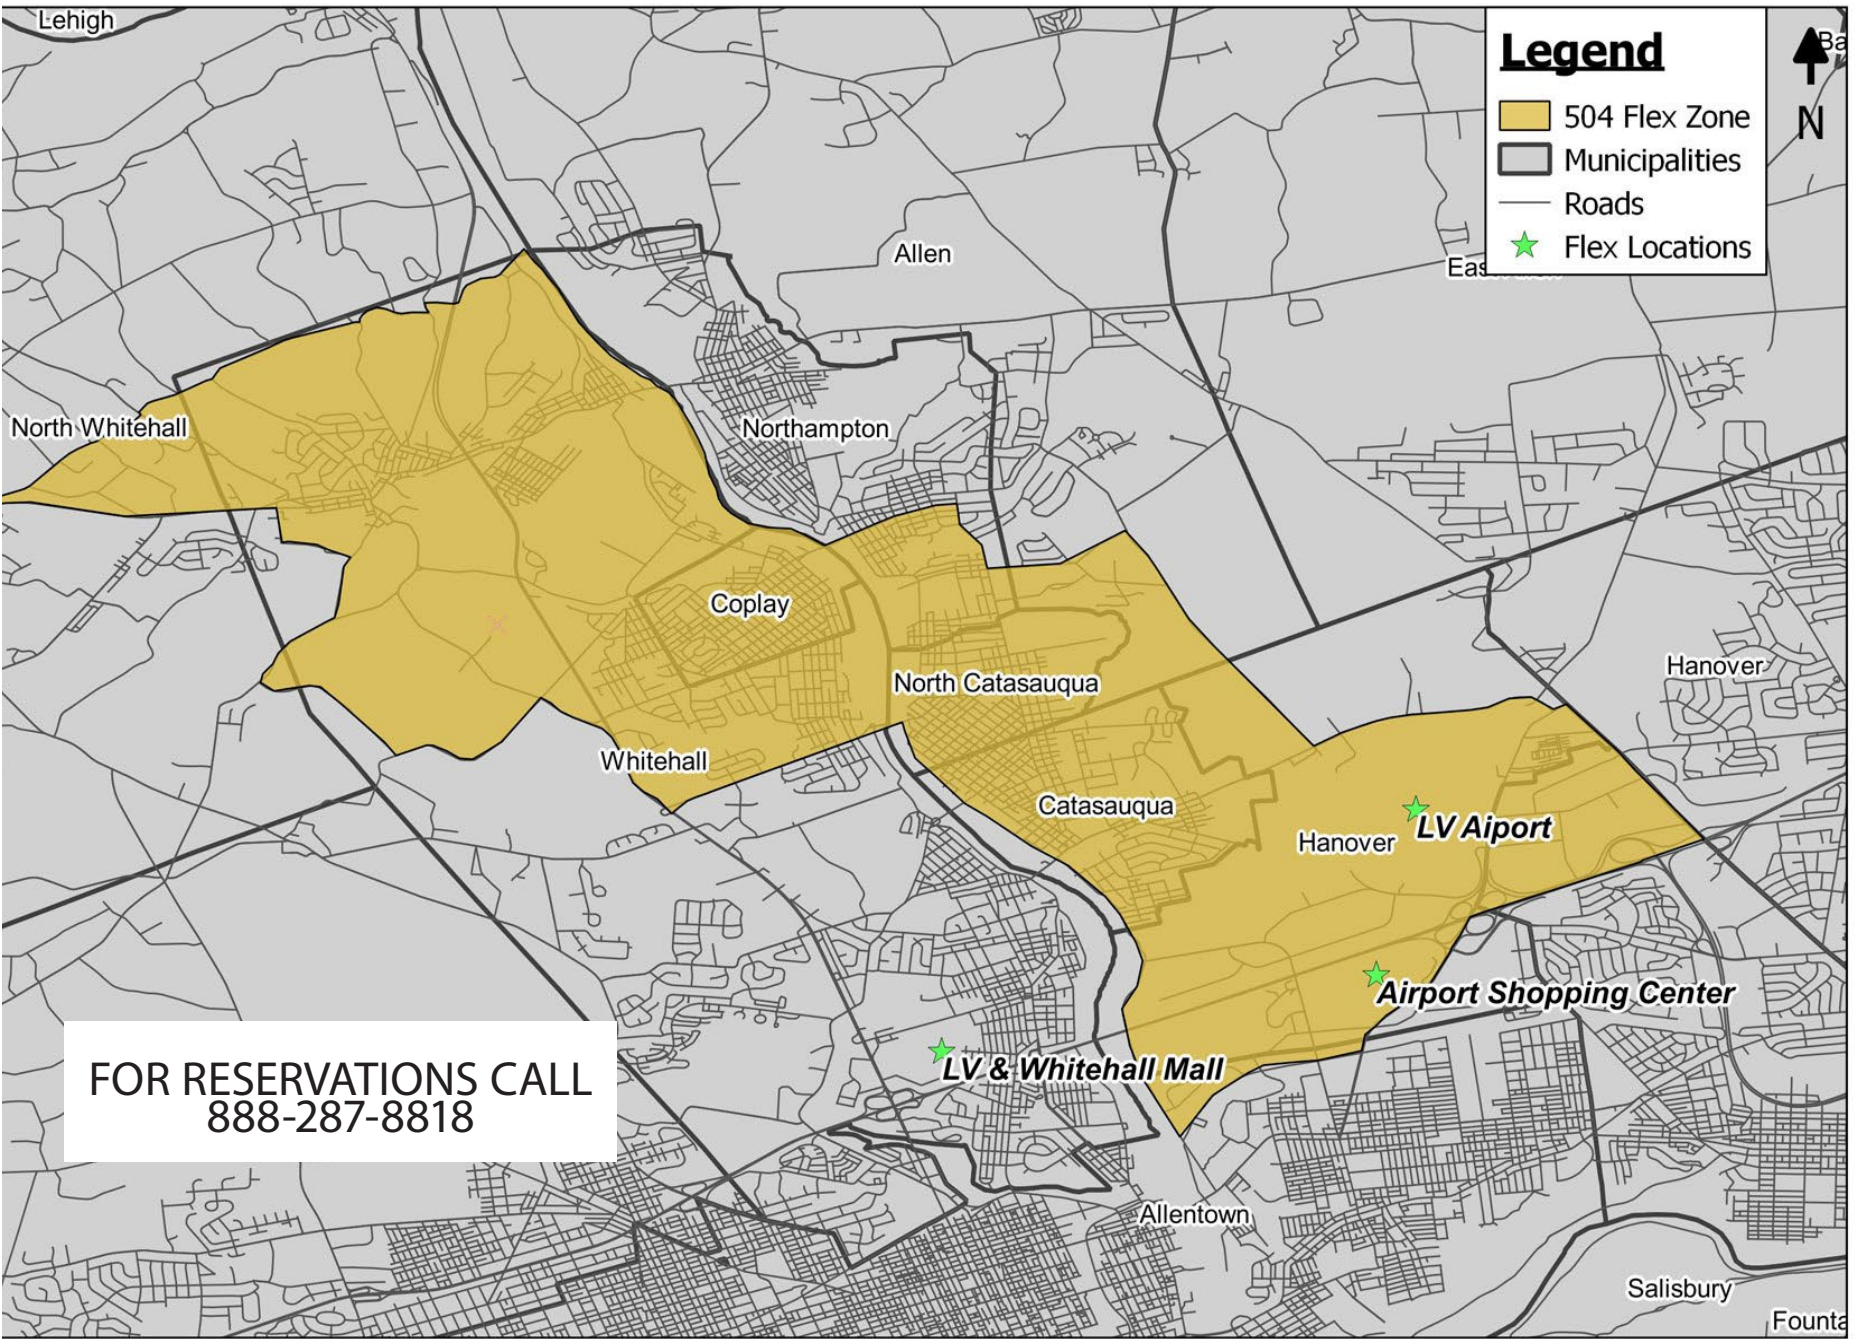 Lehigh
Legend
504 Flex Zone
Municipalities
Roads
Flex Locations
N
Allen
North Whitehall
Northampton
Coplay
Hanover
North Catasauqua
Whitehall
Catasauqua
LV Aiport
Hanover
Airport Shopping Center
LV & Whitehall Mall
FOR RESERVATIONS CALL
888-287-8818
Allentown
Salisbury